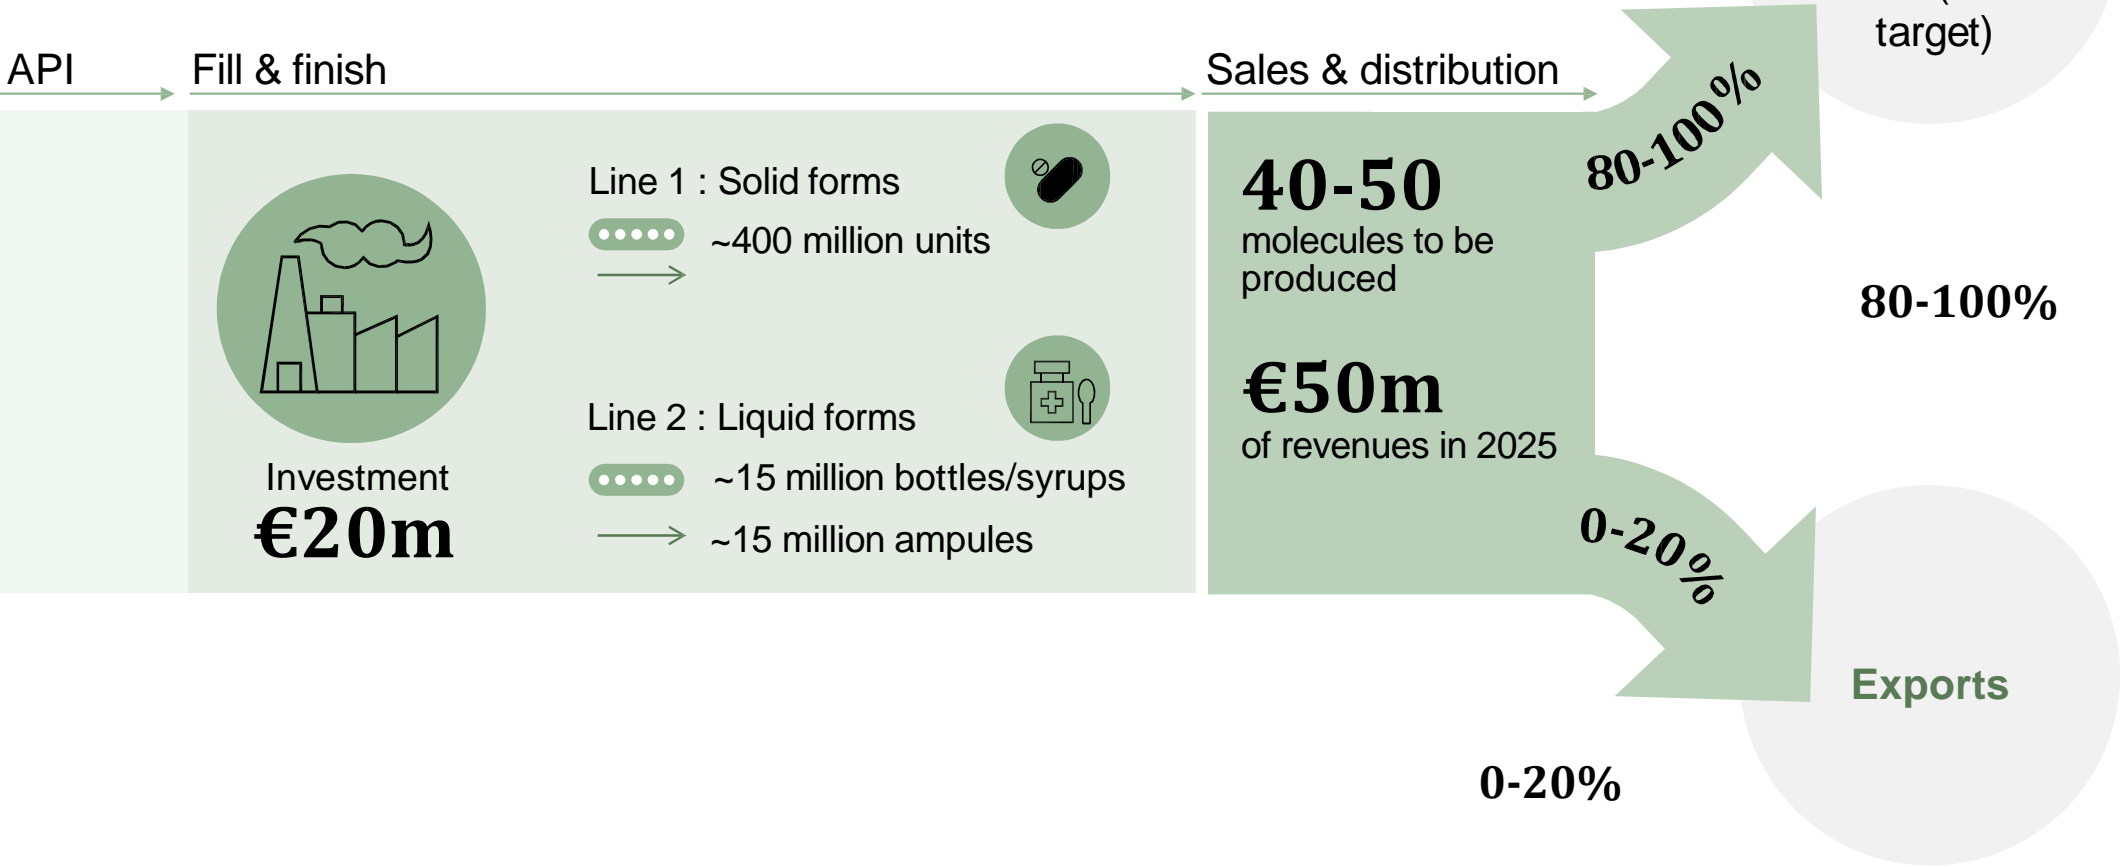 target)
API
Fill & finish
Sales & distribution
80-100%
Line 1 : Solid forms
~400 million units
40-50
molecules to be
produced
80-100%
€50m
of revenues in 2025
Line 2 : Liquid forms
~15 million bottles/syrups
~15 million ampules
Investment
€20m
0-20%
Exports
0-20%